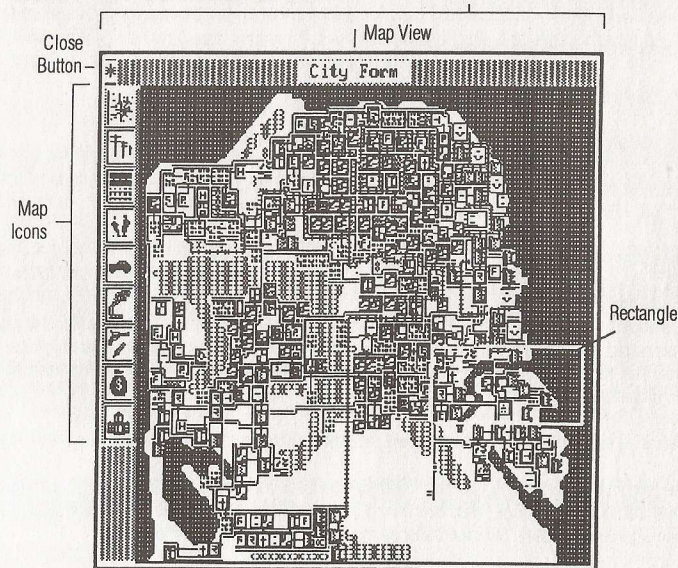 Map View
Close
Button
* City Form
Map
Icons
Rectangle